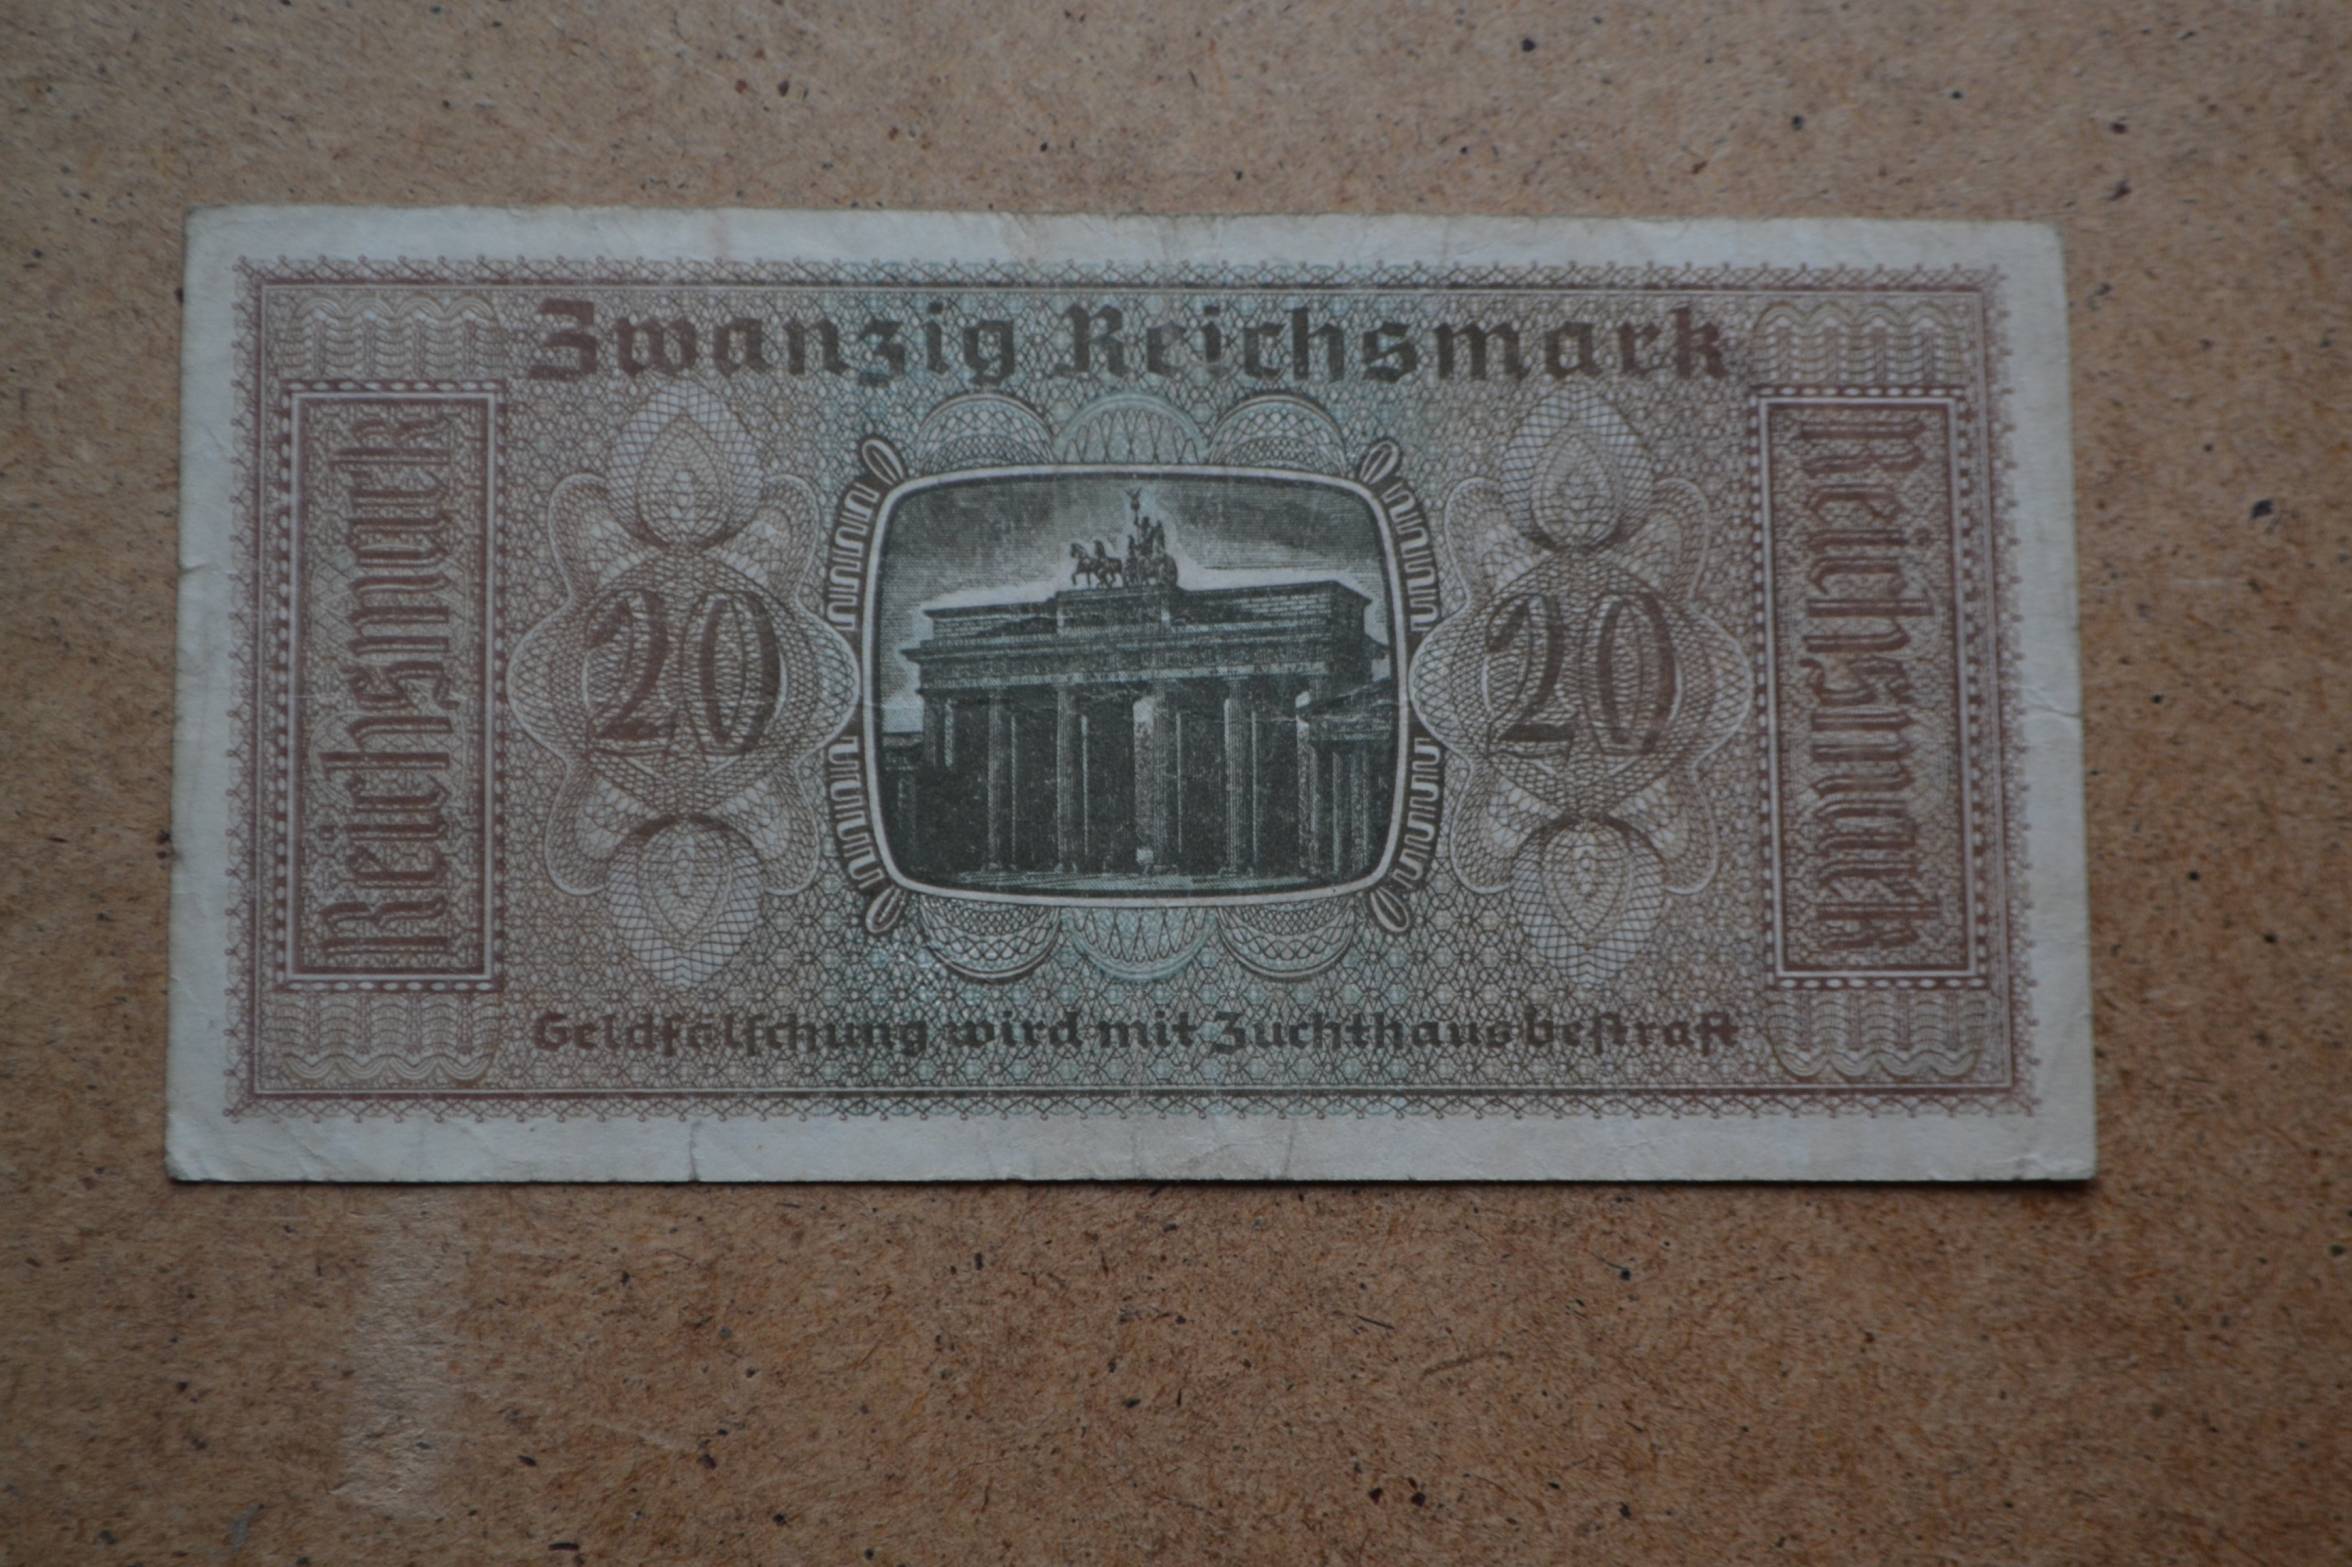 Zwanzig Reichsmark
Reichsmark
20
20
Reichsmark
Geldfälschung wird mit Zuchthaus bestraft